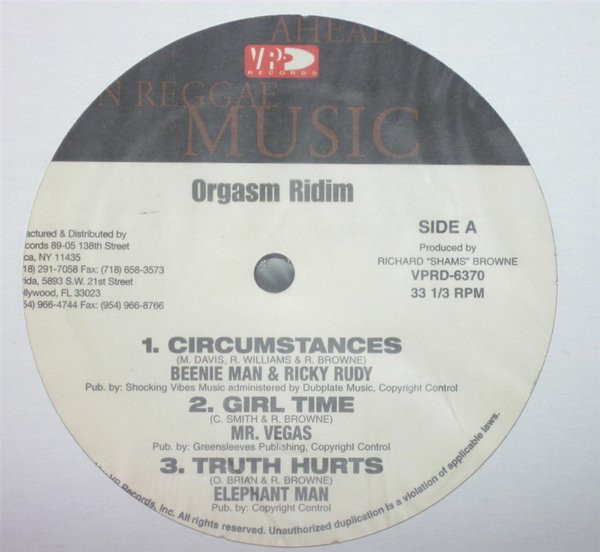 AHEAD
VP
RECORDS
N REGGAE
MUSIC
Orgasm Ridim
actured & Distributed by
cords 89-05 138th Street
ca, NY 11435
18) 291-7058 Fax: (718) 658-3573
rida, 5893 S.W. 21st Street
llywood, FL 33023
54) 966-4744 Fax: (954) 966-8766
SIDE A
Produced by
RICHARD "SHAMS" BROWNE
VPRD-6370
33 1/3 RPM
1. CIRCUMSTANCES
(M. DAVIS, R. WILLIAMS & R. BROWNE)
BEENIE MAN & RICKY RUDY
Pub. by: Shocking Vibes Music administered by Dubplate Music, Copyright Control
2. GIRL TIME
(C. SMITH & R. BROWNE)
MR. VEGAS
Pub. by: Greensleeves Publishing, Copyright Control
3. TRUTH HURTS
(O. BRIAN & R. BROWNE)
ELEPHANT MAN
Pub. by: Copyright Control
VP Records, Inc. All rights reserved. Unauthorized duplication is a violation of applicable laws.